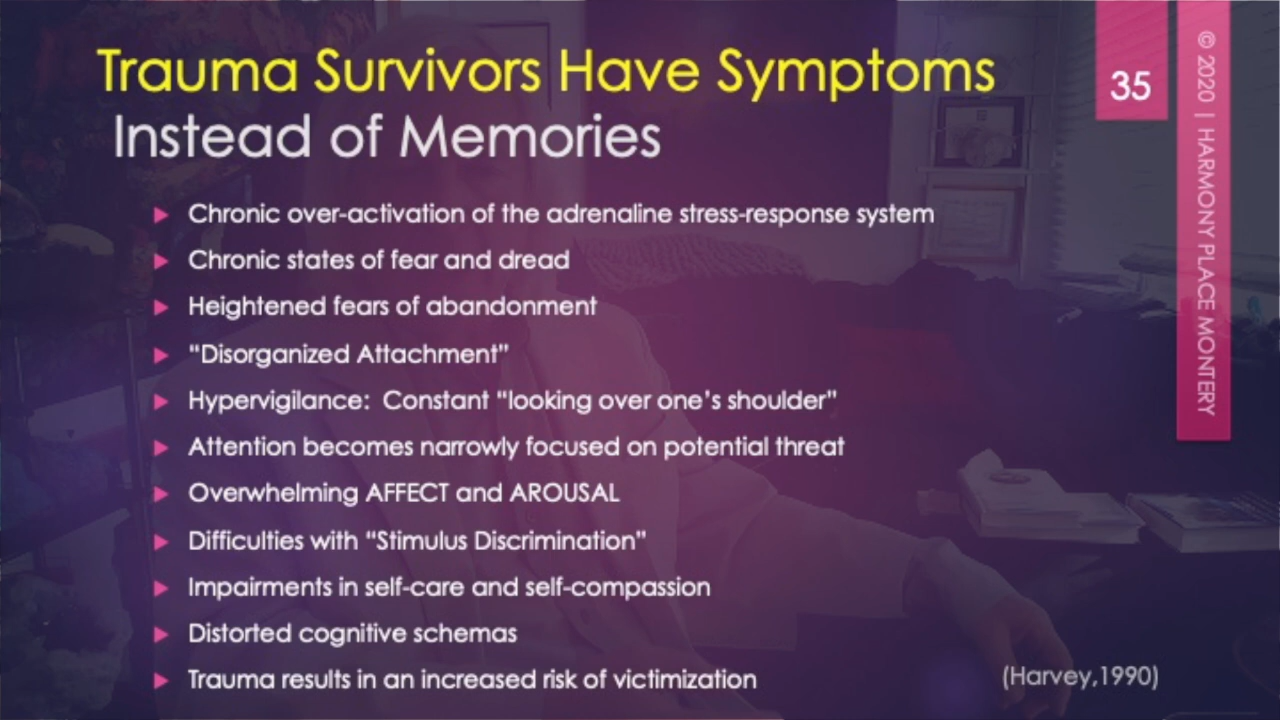 Trauma Survivors Have Symptoms
Instead of Memories
35
© 2020 | HARMONY PLACE MONTERY
Chronic over-activation of the adrenaline stress-response system
Chronic states of fear and dread
Heightened fears of abandonment
“Disorganized Attachment”
Hypervigilance:  Constant “looking over one’s shoulder”
Attention becomes narrowly focused on potential threat
Overwhelming AFFECT and AROUSAL
Difficulties with “Stimulus Discrimination”
Impairments in self-care and self-compassion
Distorted cognitive schemas
Trauma results in an increased risk of victimization
(Harvey,1990)